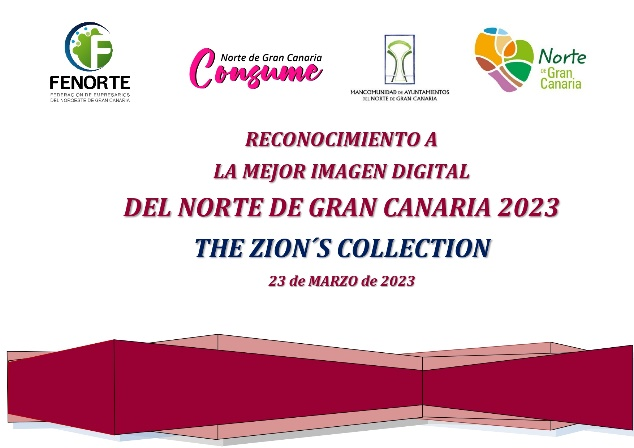 FENORTE
FEDERACIÓN DE EMPRESARIOS
DEL NOROESTE DE GRAN CANARIA
Norte de Gran Canaria
Consume
MANCOMUNIDAD DE AYUNTAMIENTOS
DEL NORTE DE GRAN CANARIA
Norte
DE Gran
Canaria
RECONOCIMIENTO A
LA MEJOR IMAGEN DIGITAL
DEL NORTE DE GRAN CANARIA 2023
THE ZION´S COLLECTION
23 de MARZO de 2023